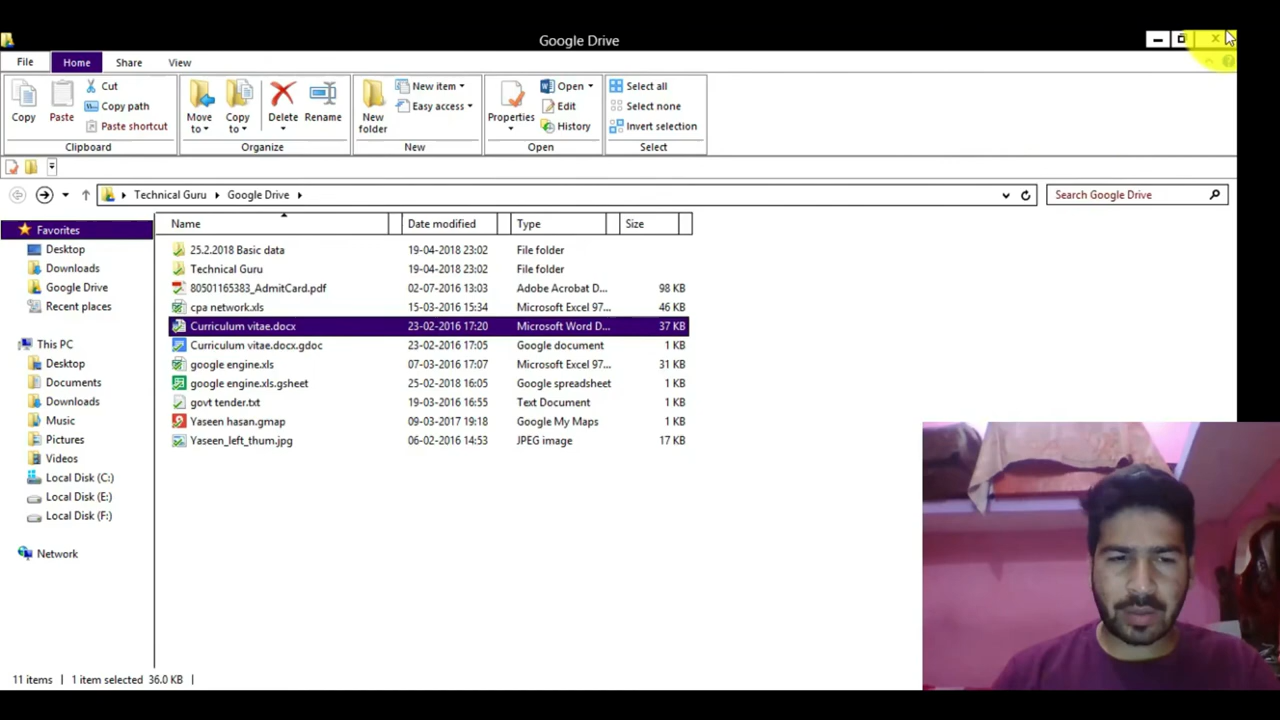 Google Drive
File Home Share View
Copy
Paste
Cut
Copy path
Paste shortcut
Clipboard
Move to
Copy to
Delete
Rename
Organize
New folder
New item
Easy access
New
Properties
Open
Edit
History
Open
Select all
Select none
Invert selection
Select
Technical Guru Google Drive
Search Google Drive
Name Date modified Type Size
Favorites
Desktop
Downloads
Google Drive
Recent places
This PC
Desktop
Documents
Downloads
Music
Pictures
Videos
Local Disk (C:)
Local Disk (E:)
Local Disk (F:)
Network
25.2.2018 Basic data 19-04-2018 23:02 File folder
Technical Guru 19-04-2018 23:02 File folder
80501165383_AdmitCard.pdf 02-07-2016 13:03 Adobe Acrobat D... 98 KB
cpa network.xls 15-03-2016 15:34 Microsoft Excel 97... 46 KB
Curriculum vitae.docx 23-02-2016 17:20 Microsoft Word D... 37 KB
Curriculum vitae.docx.gdoc 23-02-2016 17:05 Google document 1 KB
google engine.xls 07-03-2016 17:07 Microsoft Excel 97... 31 KB
google engine.xls.gsheet 25-02-2018 16:05 Google spreadsheet 1 KB
govt tender.txt 19-03-2016 16:55 Text Document 1 KB
Yaseen hasan.gmap 09-03-2017 19:18 Google My Maps 1 KB
Yaseen_left_thum.jpg 06-02-2016 14:53 JPEG image 17 KB
11 items 1 item selected 36.0 KB